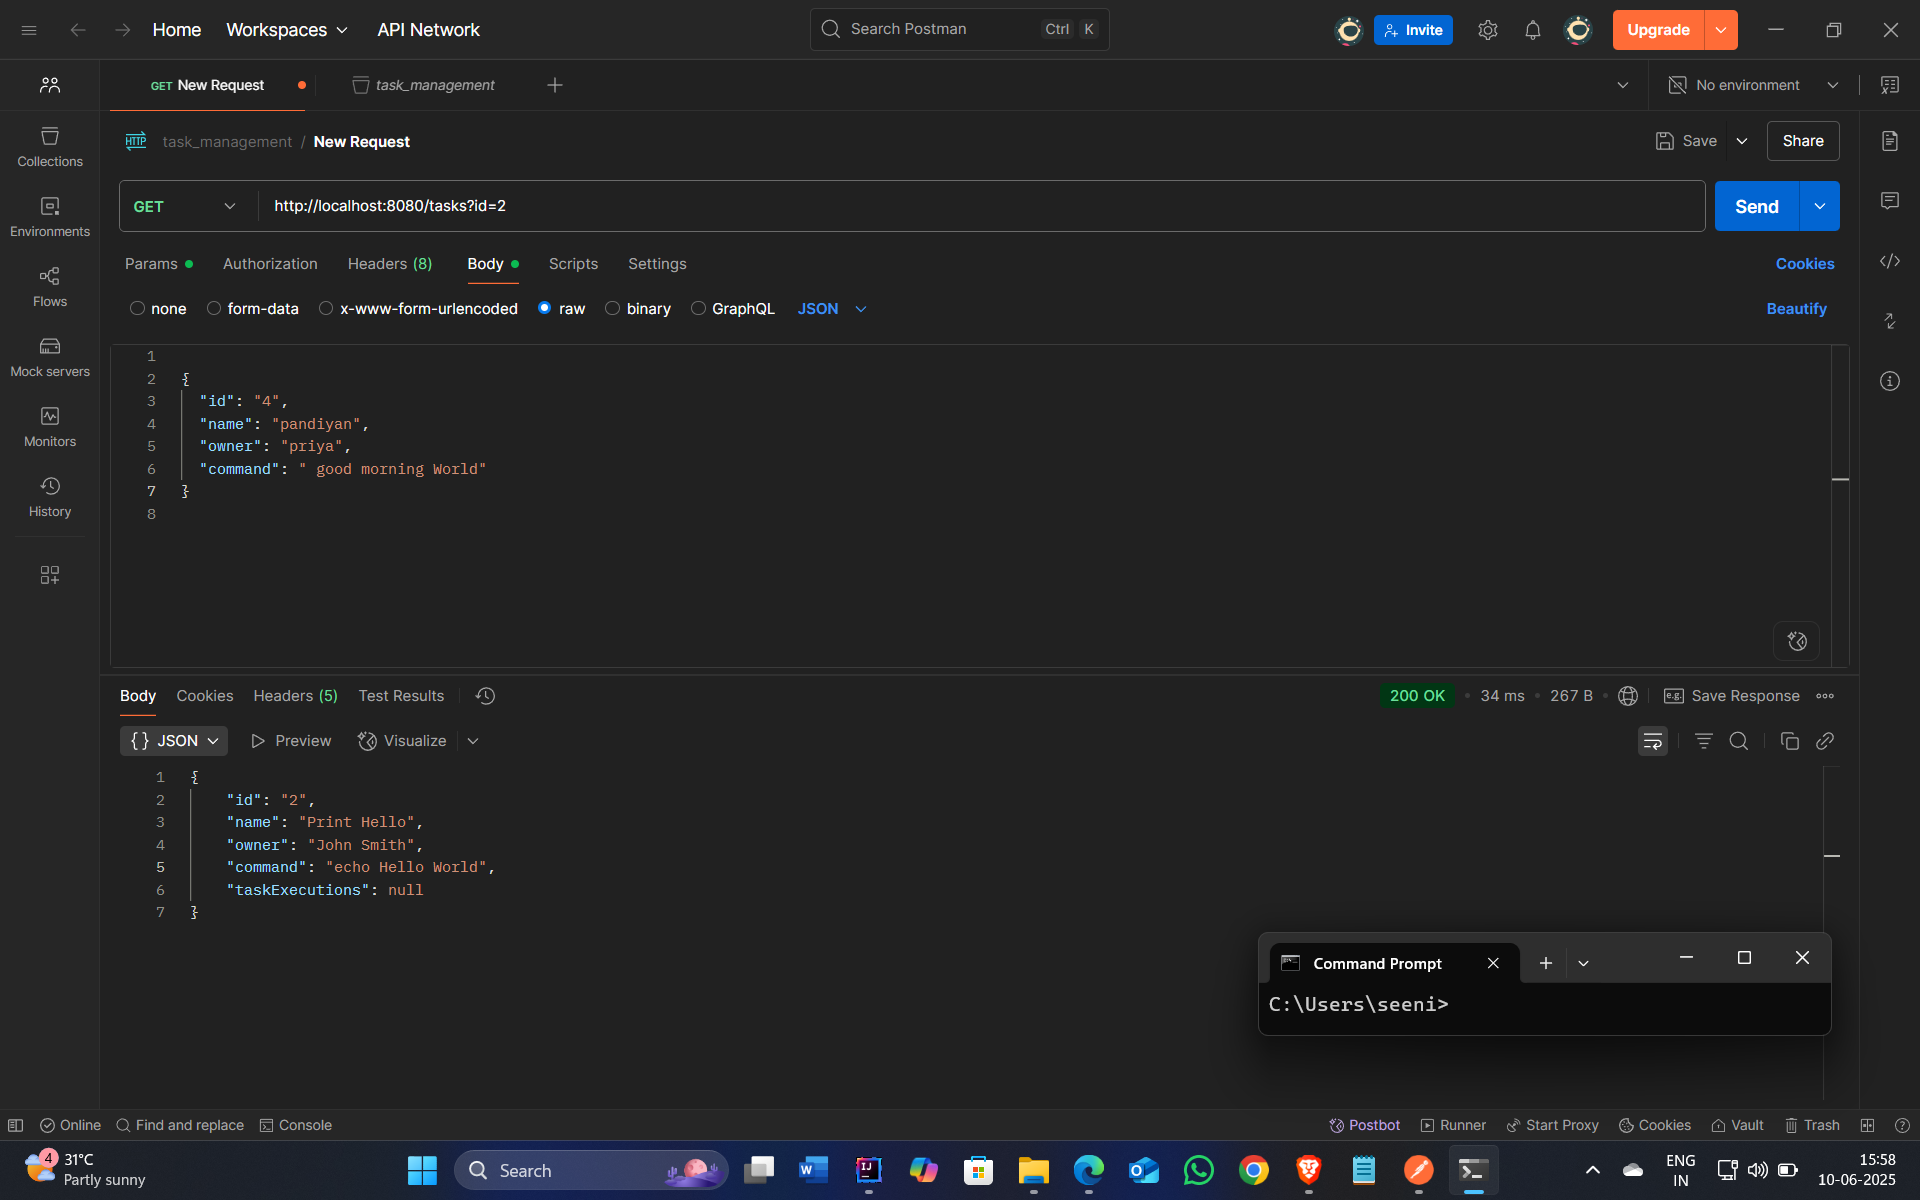 Home Workspaces API Network Search Postman Ctrl K Invite Upgrade
GET New Request task_management No environment
HTTP task_management / New Request Save Share
Collections
Environments
Flows
Mock servers
Monitors
History
GET http://localhost:8080/tasks?id=2 Send
Params Authorization Headers (8) Body Scripts Settings Cookies
none form-data x-www-form-urlencoded raw binary GraphQL JSON Beautify
1
2 {
3 "id": "4",
4 "name": "pandiyan",
5 "owner": "priya",
6 "command": " good morning World"
7 }
8
Body Cookies Headers (5) Test Results 200 OK 34 ms 267 B e.g. Save Response
{} JSON Preview Visualize
1 {
2 "id": "2",
3 "name": "Print Hello",
4 "owner": "John Smith",
5 "command": "echo Hello World",
6 "taskExecutions": null
7 }
Command Prompt
C:\Users\seeni>
Online Find and replace Console Postbot Runner Start Proxy Cookies Vault Trash
4 31°C
Partly sunny
Search
ENG
IN
15:58
10-06-2025